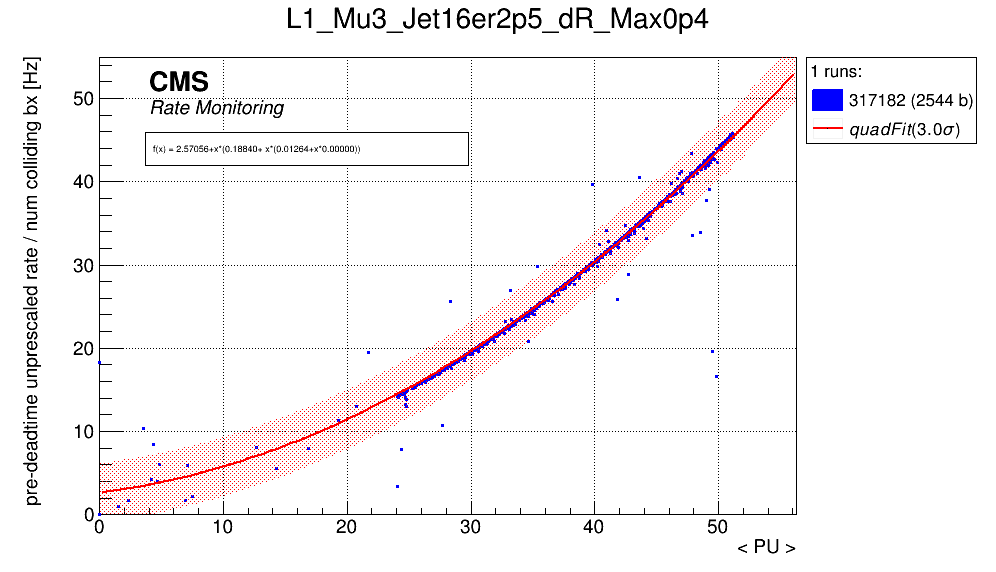 L1_Mu3_Jet16er2p5_dR_Max0p4
pre-deadtime unprescaled rate / num colliding bx [Hz]
CMS
Rate Monitoring
f(x) = 2.57056+x*(0.18840+ x*(0.01264+x*0.00000))
1 runs:
317182 (2544 b)
quadFit(3.0σ)
50
40
30
20
10
0
0 10 20 30 40 50
< PU >